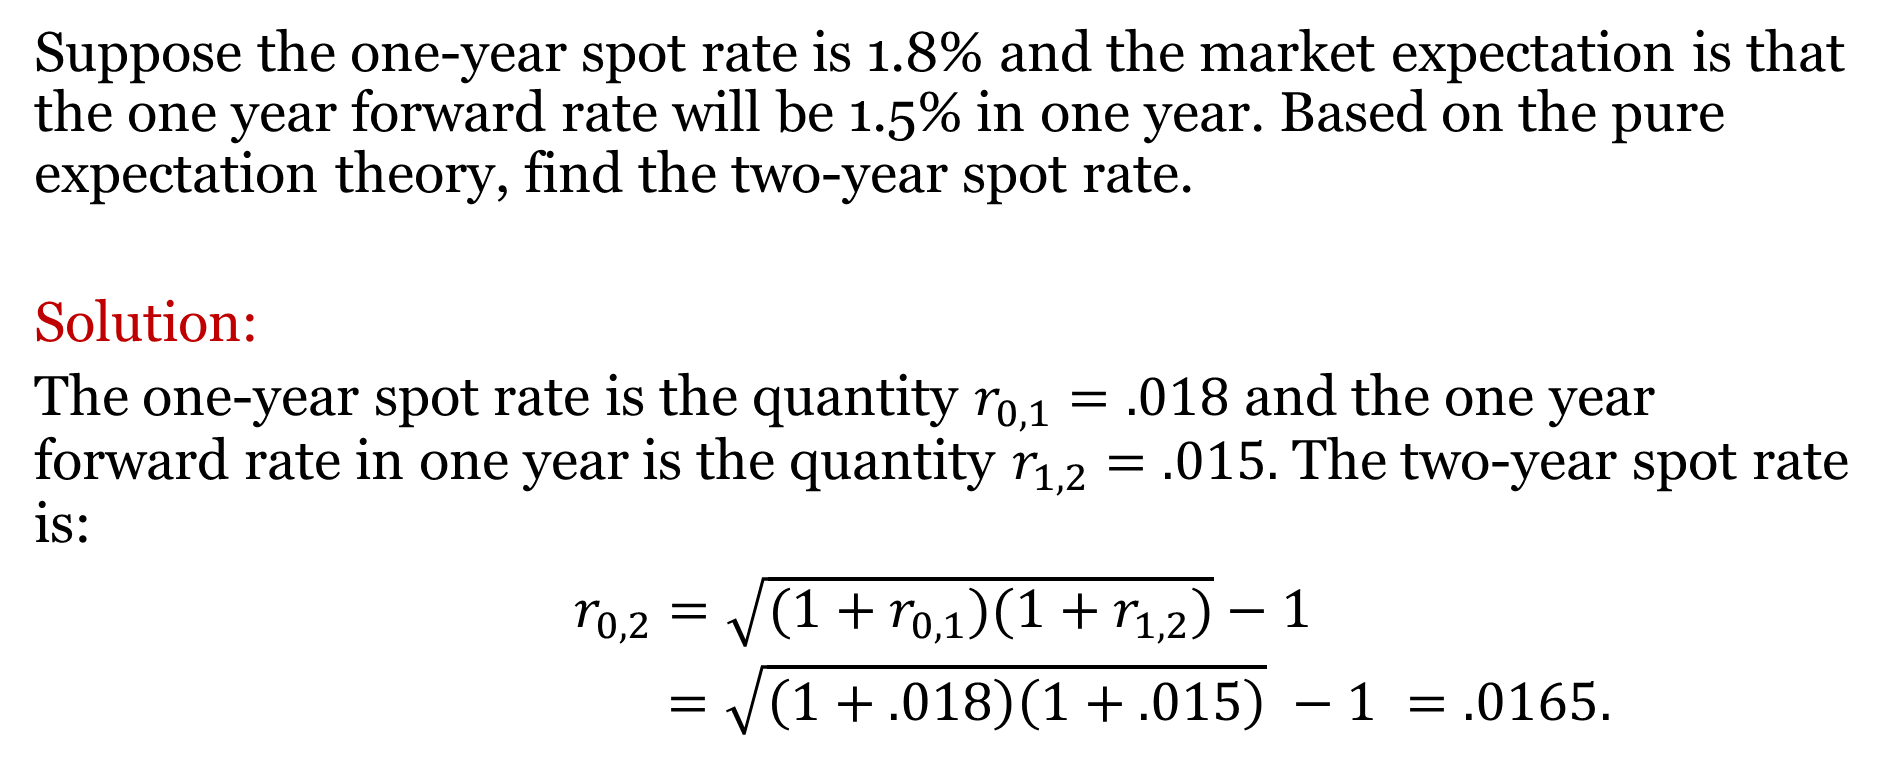 Suppose the one-year spot rate is 1.8% and the market expectation is that
the one year forward rate will be 1.5% in one year. Based on the pure
expectation theory, find the two-year spot rate.
Solution:
The one-year spot rate is the quantity r₀,₁ = .018 and the one year
forward rate in one year is the quantity r₁,₂ = .015. The two-year spot rate
is:
r₀,₂ = √((1 + r₀,₁)(1 + r₁,₂)) − 1
= √((1 + .018)(1 + .015)) − 1 = .0165.